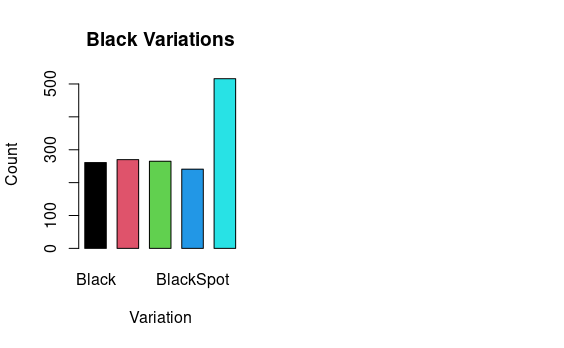 Black Variations
Count
500
300
100
0
Black BlackSpot
Variation